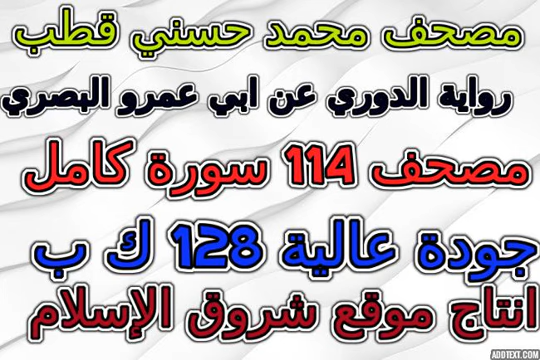 مصحف محمد حسني قطب
رواية الدوري عن ابي عمرو البصري
مصحف 114 سورة كامل
جودة عالية 128 ك ب
انتاج موقع شروق الإسلام
ADDTEXT.COM